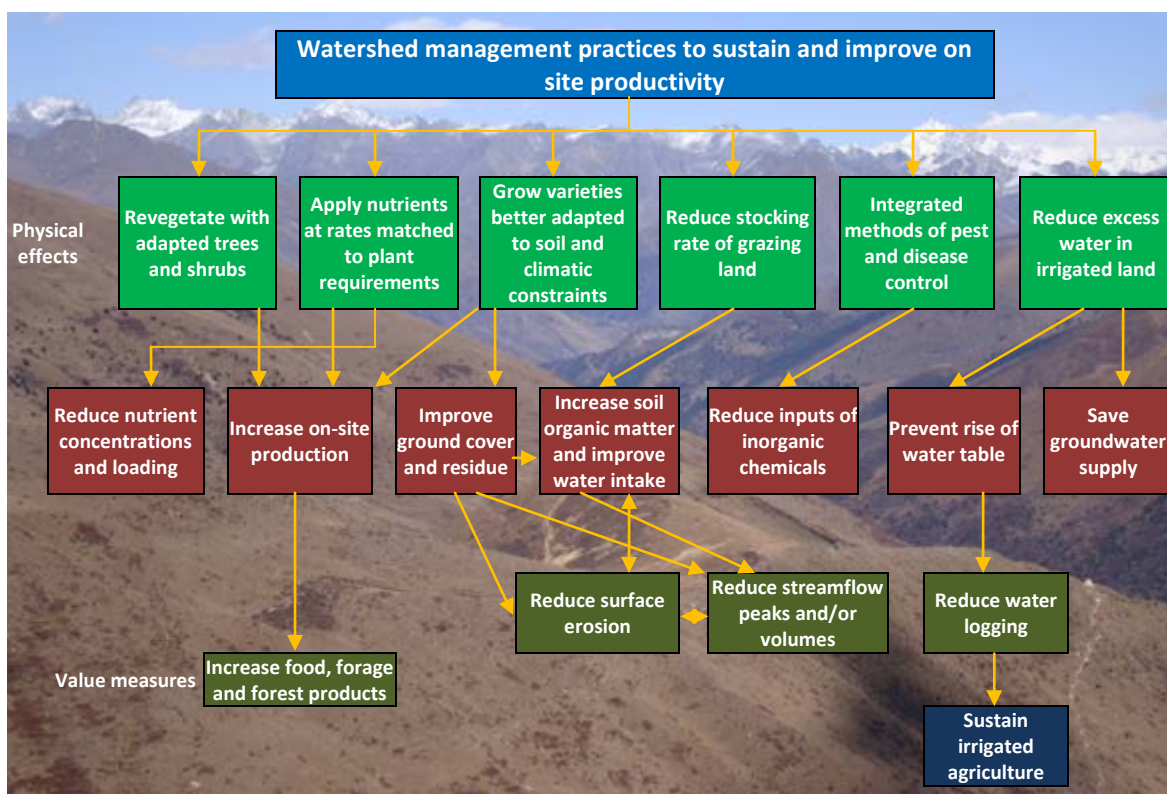 Watershed management practices to sustain and improve on
site productivity
Physical
effects
Revegetate with
adapted trees
and shrubs
Apply nutrients
at rates matched
to plant
requirements
Grow varieties
better adapted
to soil and
climatic
constraints
Reduce stocking
rate of grazing
land
Integrated
methods of pest
and disease
control
Reduce excess
water in
irrigated land
Reduce nutrient
concentrations
and loading
Increase on-site
production
Improve
ground cover
and residue
Increase soil
organic matter
and improve
water intake
Reduce inputs of
inorganic
chemicals
Prevent rise of
water table
Save
groundwater
supply
Reduce surface
erosion
Reduce streamflow
peaks and/or
volumes
Reduce water
logging
Value measures
Increase food, forage
and forest products
Sustain
irrigated
agriculture